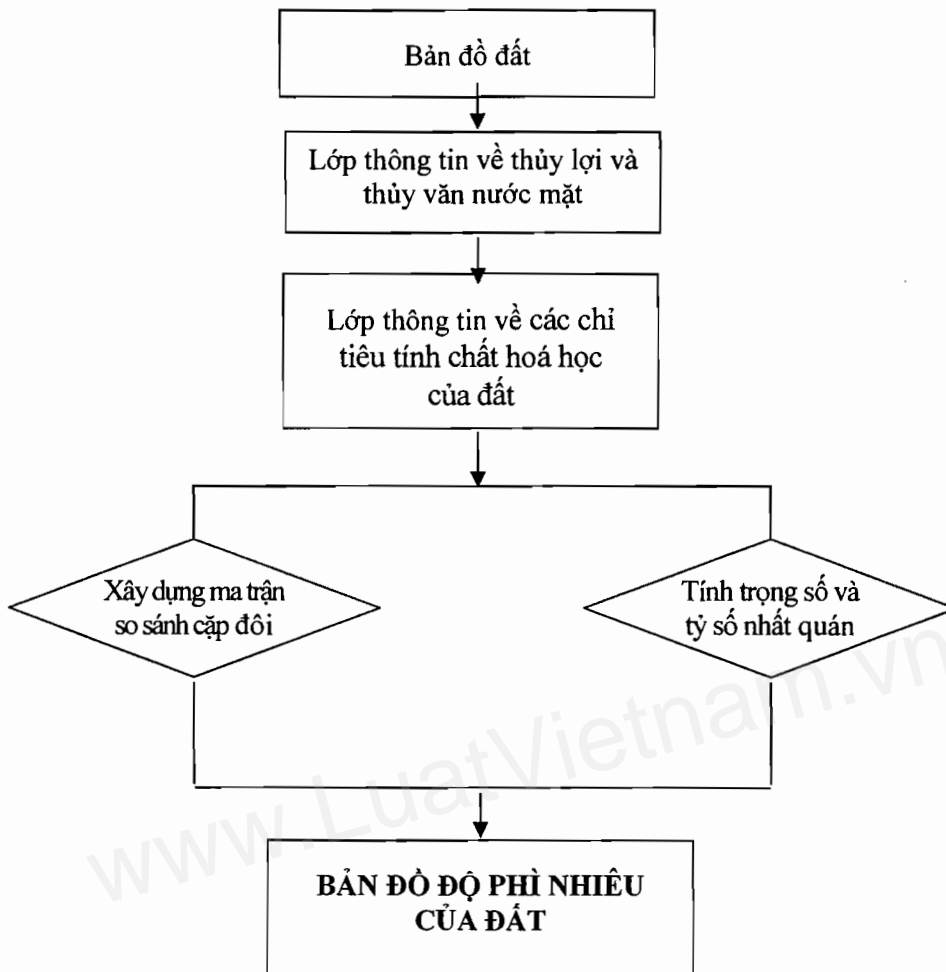 Bản đồ đất
Lớp thông tin về thủy lợi và
thủy văn nước mặt
Lớp thông tin về các chỉ
tiêu tính chất hoá học
của đất
Xây dựng ma trận
so sánh cặp đôi
Tính trọng số và
tỷ số nhất quán
www.LuatVietnam.vn
BẢN ĐỒ ĐỘ PHÌ NHIÊU
CỦA ĐẤT